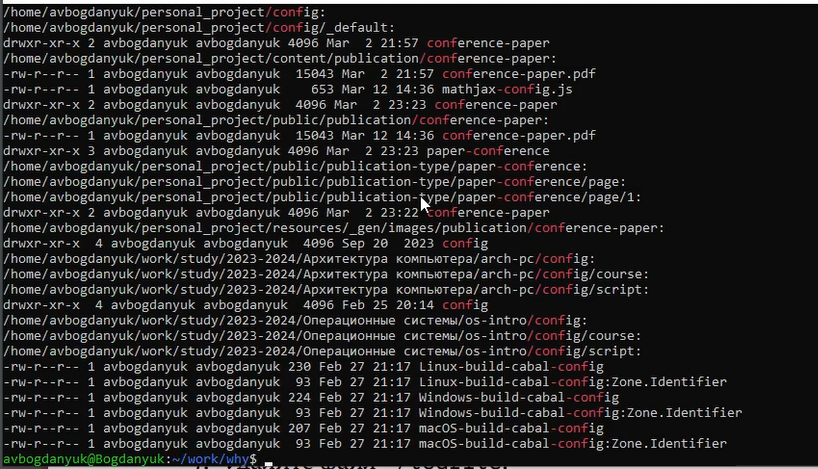 /home/avbogdanyuk/personal_project/config:
/home/avbogdanyuk/personal_project/config/_default:
drwxr-xr-x 2 avbogdanyuk avbogdanyuk 4096 Mar  2 21:57 conference-paper
/home/avbogdanyuk/personal_project/content/publication/conference-paper:
-rw-r--r-- 1 avbogdanyuk avbogdanyuk  15043 Mar  2 21:57 conference-paper.pdf
-rw-r--r-- 1 avbogdanyuk avbogdanyuk    653 Mar 12 14:36 mathjax-config.js
drwxr-xr-x 2 avbogdanyuk avbogdanyuk  4096 Mar  2 23:23 conference-paper
/home/avbogdanyuk/personal_project/public/publication/conference-paper:
-rw-r--r-- 1 avbogdanyuk avbogdanyuk  15043 Mar 12 14:36 conference-paper.pdf
drwxr-xr-x 3 avbogdanyuk avbogdanyuk 4096 Mar  2 23:23 paper-conference
/home/avbogdanyuk/personal_project/public/publication-type/paper-conference:
/home/avbogdanyuk/personal_project/public/publication-type/paper-conference/page:
/home/avbogdanyuk/personal_project/public/publication-type/paper-conference/page/1:
drwxr-xr-x 2 avbogdanyuk avbogdanyuk 4096 Mar  2 23:22 conference-paper
/home/avbogdanyuk/personal_project/resources/_gen/images/publication/conference-paper:
drwxr-xr-x  4 avbogdanyuk avbogdanyuk  4096 Sep 20  2023 config
/home/avbogdanyuk/work/study/2023-2024/Архитектура компьютера/arch-pc/config:
/home/avbogdanyuk/work/study/2023-2024/Архитектура компьютера/arch-pc/config/course:
/home/avbogdanyuk/work/study/2023-2024/Архитектура компьютера/arch-pc/config/script:
drwxr-xr-x  4 avbogdanyuk avbogdanyuk  4096 Feb 25 20:14 config
/home/avbogdanyuk/work/study/2023-2024/Операционные системы/os-intro/config:
/home/avbogdanyuk/work/study/2023-2024/Операционные системы/os-intro/config/course:
/home/avbogdanyuk/work/study/2023-2024/Операционные системы/os-intro/config/script:
-rw-r--r-- 1 avbogdanyuk avbogdanyuk 230 Feb 27 21:17 Linux-build-cabal-config
-rw-r--r-- 1 avbogdanyuk avbogdanyuk  93 Feb 27 21:17 Linux-build-cabal-config:Zone.Identifier
-rw-r--r-- 1 avbogdanyuk avbogdanyuk 224 Feb 27 21:17 Windows-build-cabal-config
-rw-r--r-- 1 avbogdanyuk avbogdanyuk  93 Feb 27 21:17 Windows-build-cabal-config:Zone.Identifier
-rw-r--r-- 1 avbogdanyuk avbogdanyuk 207 Feb 27 21:17 macOS-build-cabal-config
-rw-r--r-- 1 avbogdanyuk avbogdanyuk  93 Feb 27 21:17 macOS-build-cabal-config:Zone.Identifier
avbogdanyuk@Bogdanyuk:~/work/why$